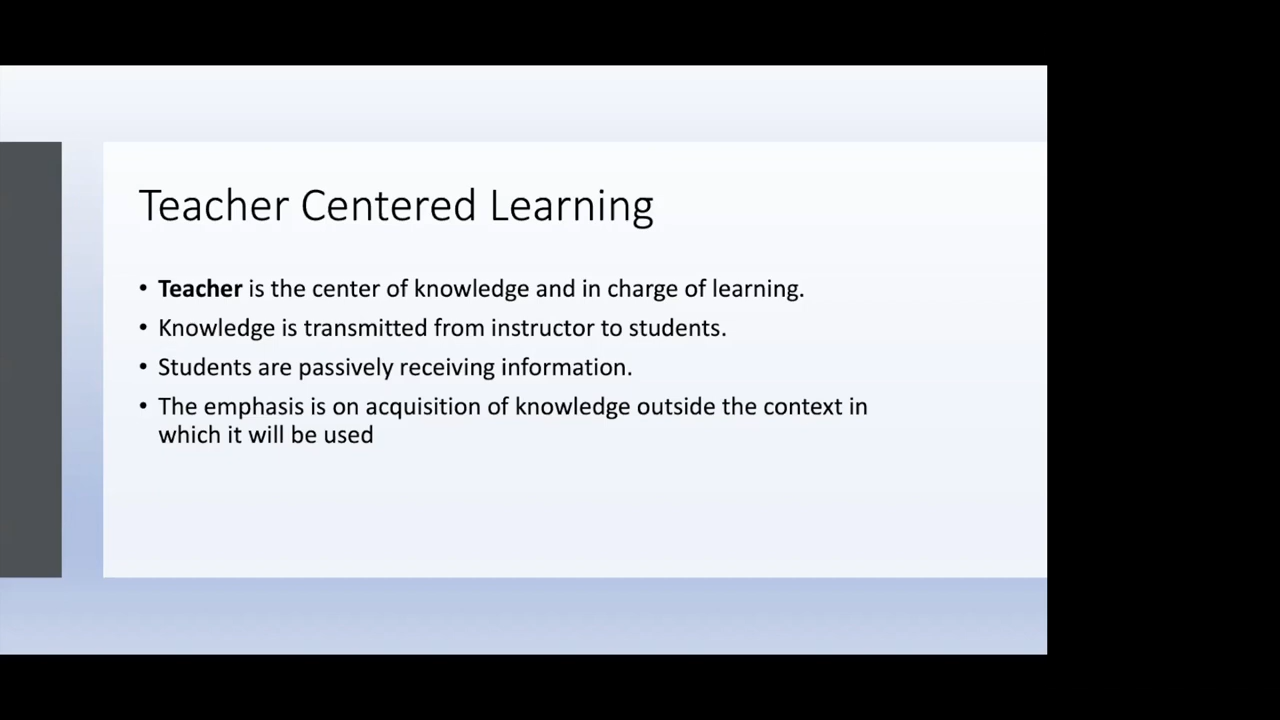 Teacher Centered Learning
• Teacher is the center of knowledge and in charge of learning.
• Knowledge is transmitted from instructor to students.
• Students are passively receiving information.
• The emphasis is on acquisition of knowledge outside the context in
which it will be used